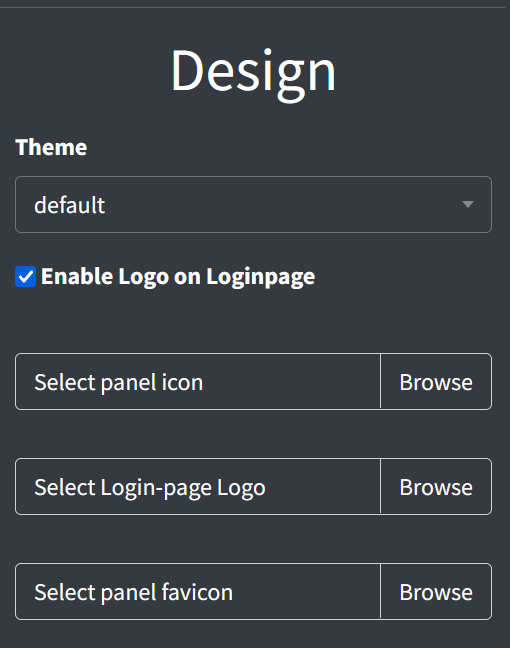 Design
Theme
default
Enable Logo on Loginpage
Select panel icon
Browse
Select Login-page Logo
Browse
Select panel favicon
Browse